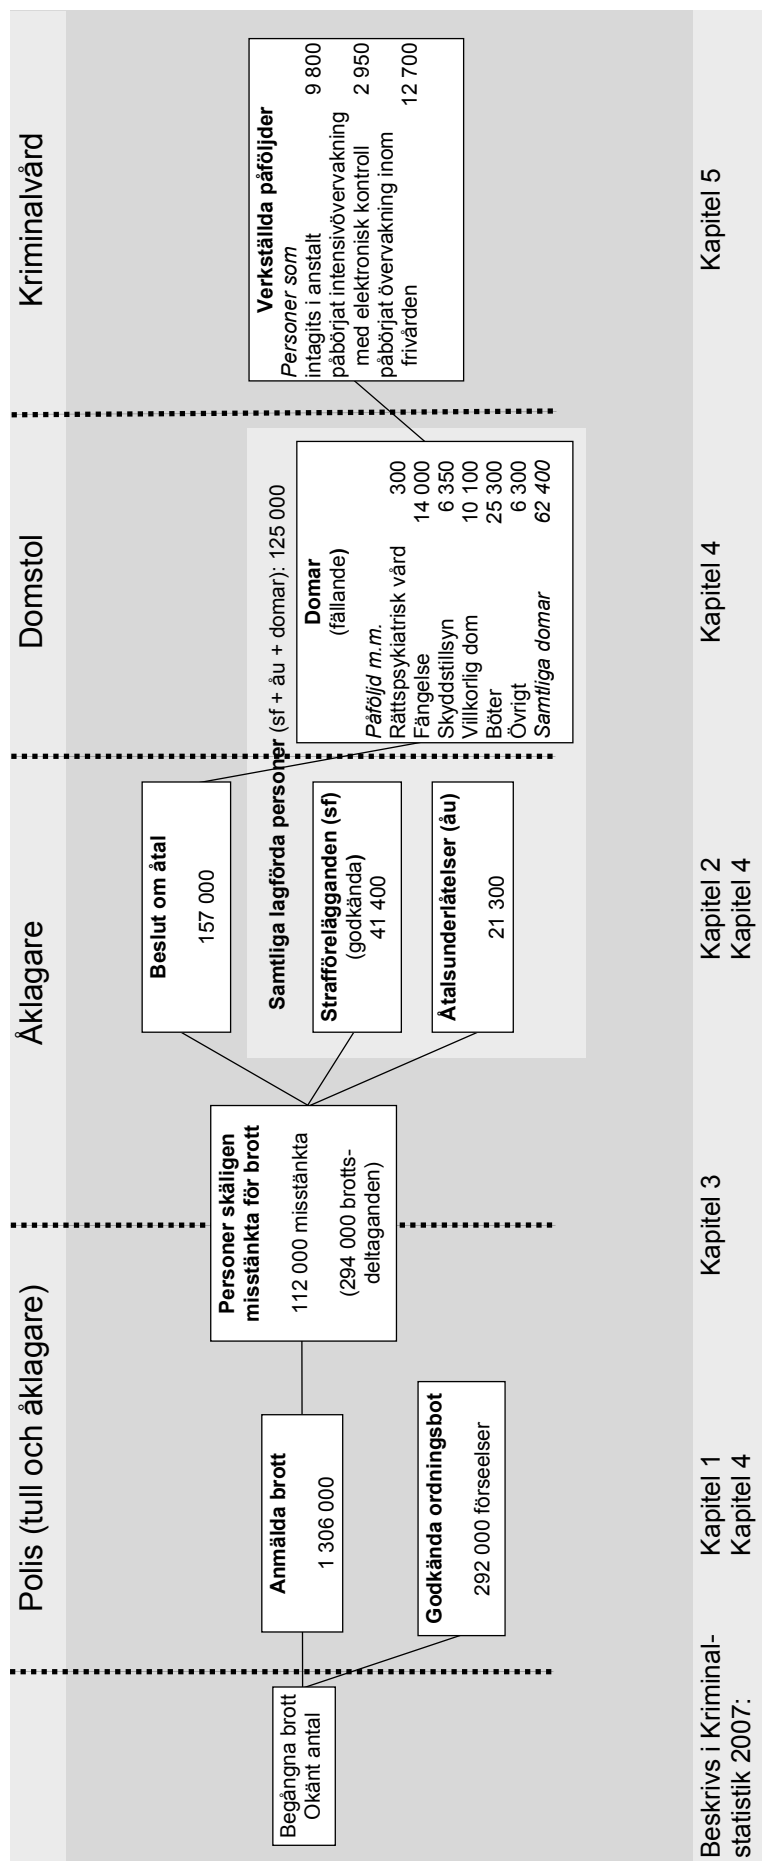 Polis (tull och åklagare)
Åklagare
Domstol
Kriminalvård
Begångna brott
Okänt antal
Anmälda brott
1 306 000
Godkända ordningsbot
292 000 förseelser
Personer skäligen
misstänkta för brott
112 000 misstänkta
(294 000 brotts-
deltaganden)
Beslut om åtal
157 000
Samtliga lagförda personer (sf + åu + domar): 125 000
Strafförelägganden (sf)
(godkända)
41 400
Åtalsunderlåtelser (åu)
21 300
Domar
(fällande)
Påföljd m.m.
Rättspsykiatrisk vård 300
Fängelse 14 000
Skyddstillsyn 6 350
Villkorlig dom 10 100
Böter 25 300
Övrigt 6 300
Samtliga domar 62 400
Verkställda påföljder
Personer som
intagits i anstalt 9 800
påbörjat intensivövervakning
med elektronisk kontroll 2 950
påbörjat övervakning inom
frivården 12 700
Beskrivs i Kriminal-
statistik 2007:
Kapitel 1
Kapitel 4
Kapitel 3
Kapitel 2
Kapitel 4
Kapitel 4
Kapitel 5